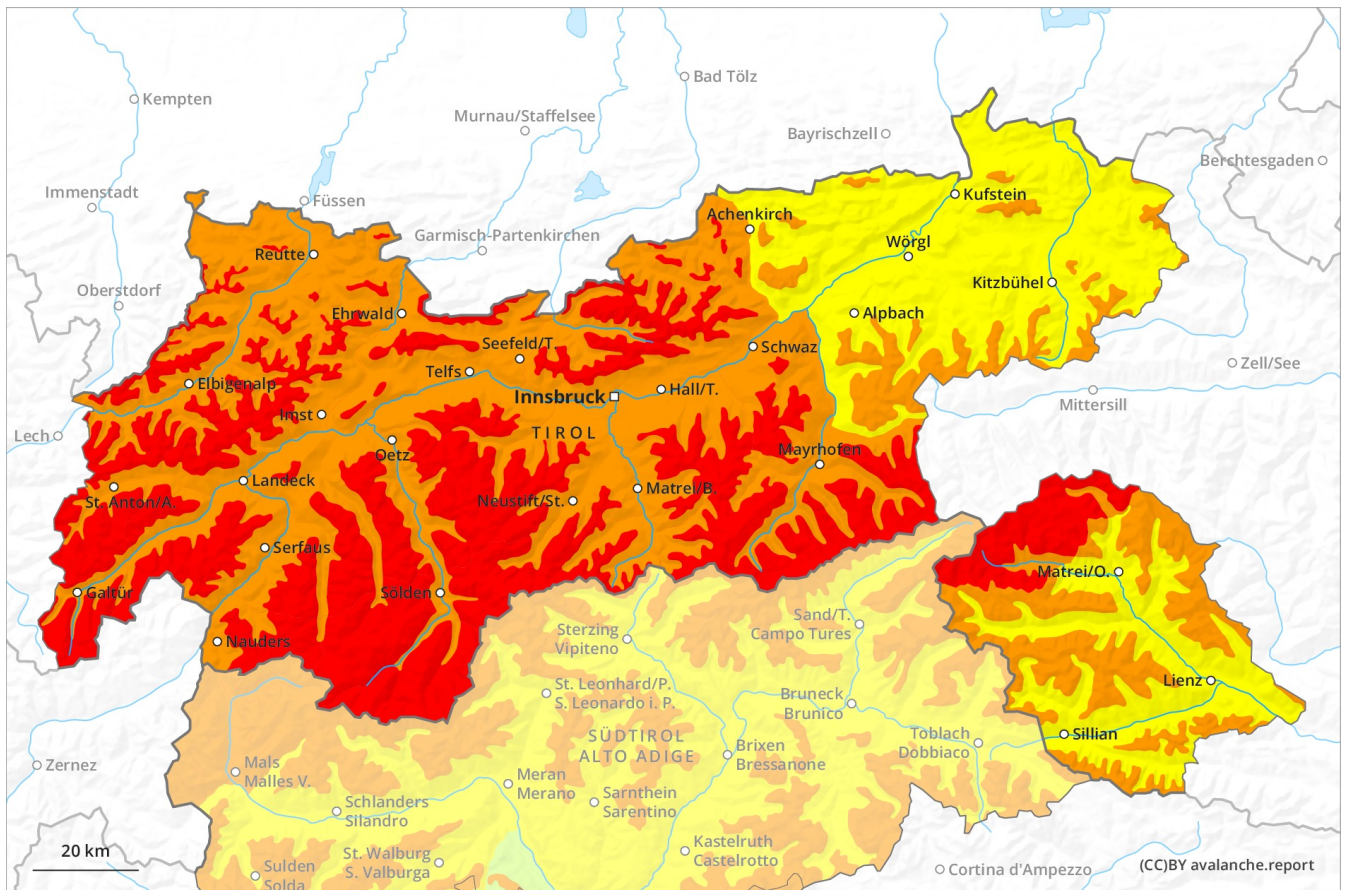 Bad Tölz
Kempten
Murnau/Staffelsee
Bayrischzell
Berchtesgaden
Immenstadt
Füssen
Kufstein
Achenkirch
Garmisch-Partenkirchen
Wörgl
Reutte
Kitzbühel
Oberstdorf
Ehrwald
Alpbach
Seefeld/T.
Schwaz
Zell/See
Telfs
Elbigenalp
Hall/T.
Innsbruck
Mittersill
Imst
TIROL
Lech
Oetz
Mayrhofen
Landeck
Matrei/B.
St. Anton/A.
Neustift/St.
Serfaus
Matrei/O.
Galtür
Sölden
Sand/T.
Campo Tures
Sterzing
Vipiteno
Nauders
Lienz
St. Leonhard/P.
S. Leonardo i. P.
Bruneck
Brunico
SÜDTIROL
ALTO ADIGE
Toblach
Dobbiaco
Sillian
Brixen
Bressanone
Zernez
Mals
Malles V.
Meran
Merano
Sarnthein
Sarentino
Schlanders
Silandro
Kastelruth
Castelrotto
St. Walburg
S. Valburga
Sulden
Solda
Cortina d'Ampezzo
20 km
(CC)BY avalanche.report